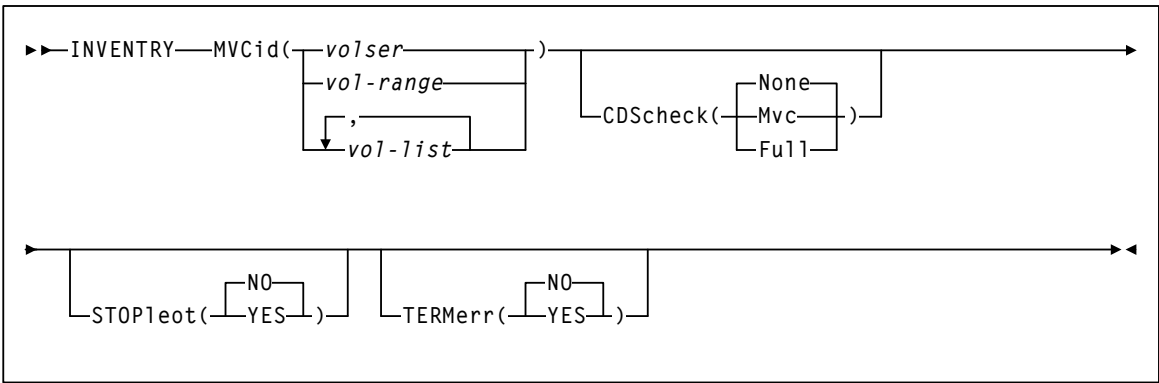 INVENTRY MVCid( volser )
vol-range
,
vol-list
CDScheck( None
Mvc )
Full
STOPleot( NO
YES )
TERMerr( NO
YES )